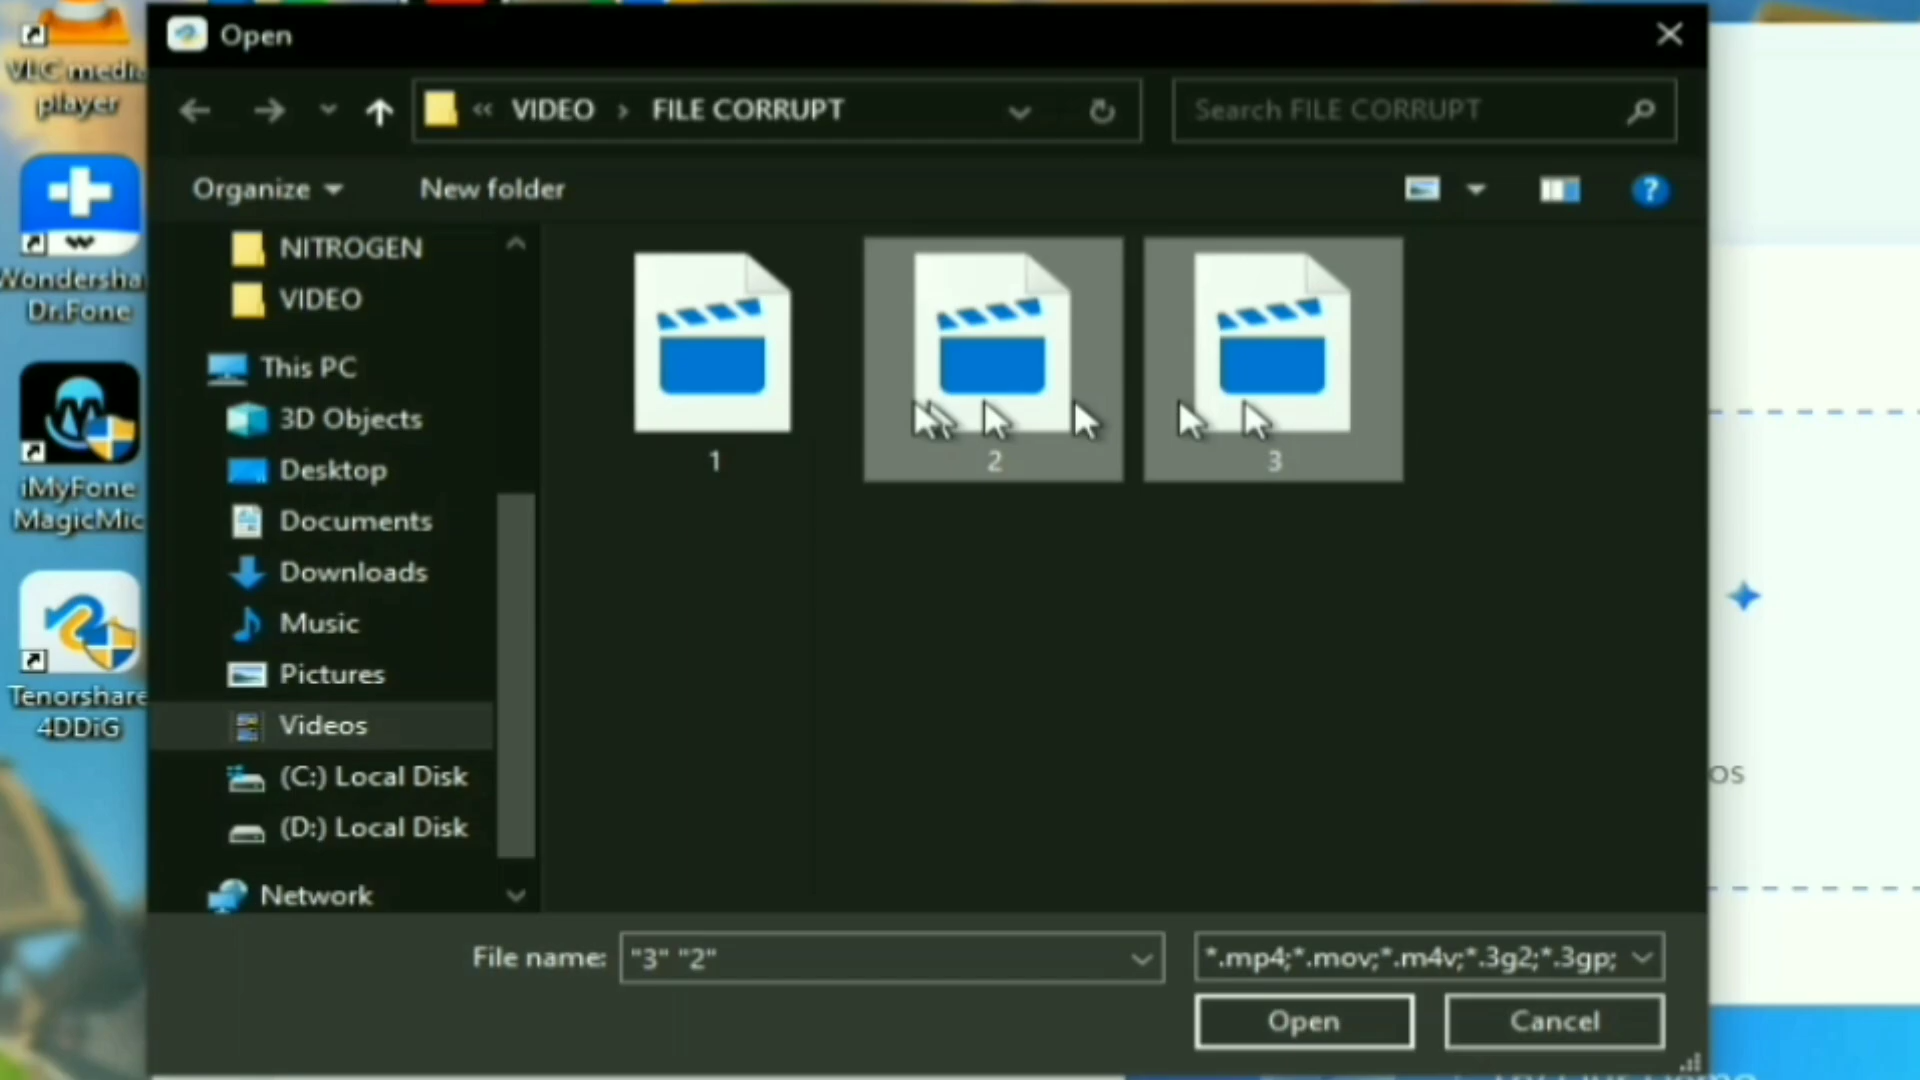 Open
VIDEO
FILE CORRUPT
Search FILE CORRUPT
Organize
New folder
NITROGEN
VIDEO
This PC
3D Objects
Desktop
Documents
Downloads
Music
Pictures
Videos
(C:) Local Disk
(D:) Local Disk
Network
1
2
3
File name:
"3" "2"
*.mp4;*.mov;*.m4v;*.3g2;*.3gp;
Open
Cancel
VLC media
player
Wondersha
Dr.Fone
iMyFone
MagicMic
Tenorshare
4DDiG
os